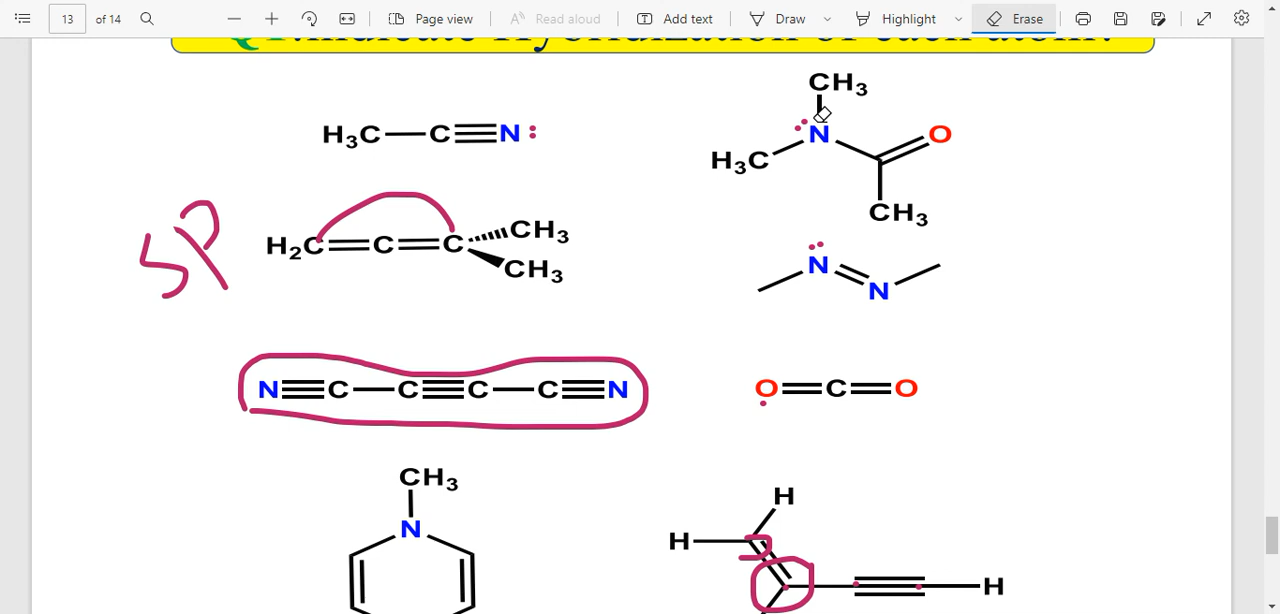 13 of 14 Page view Read aloud Add text Draw Highlight Erase
H₃C C N
CH₃
N O
H₃C
CH₃
SP
H₂C C C CH₃
CH₃
N
N
N C C C C N
O C O
CH₃
N
H
H
H